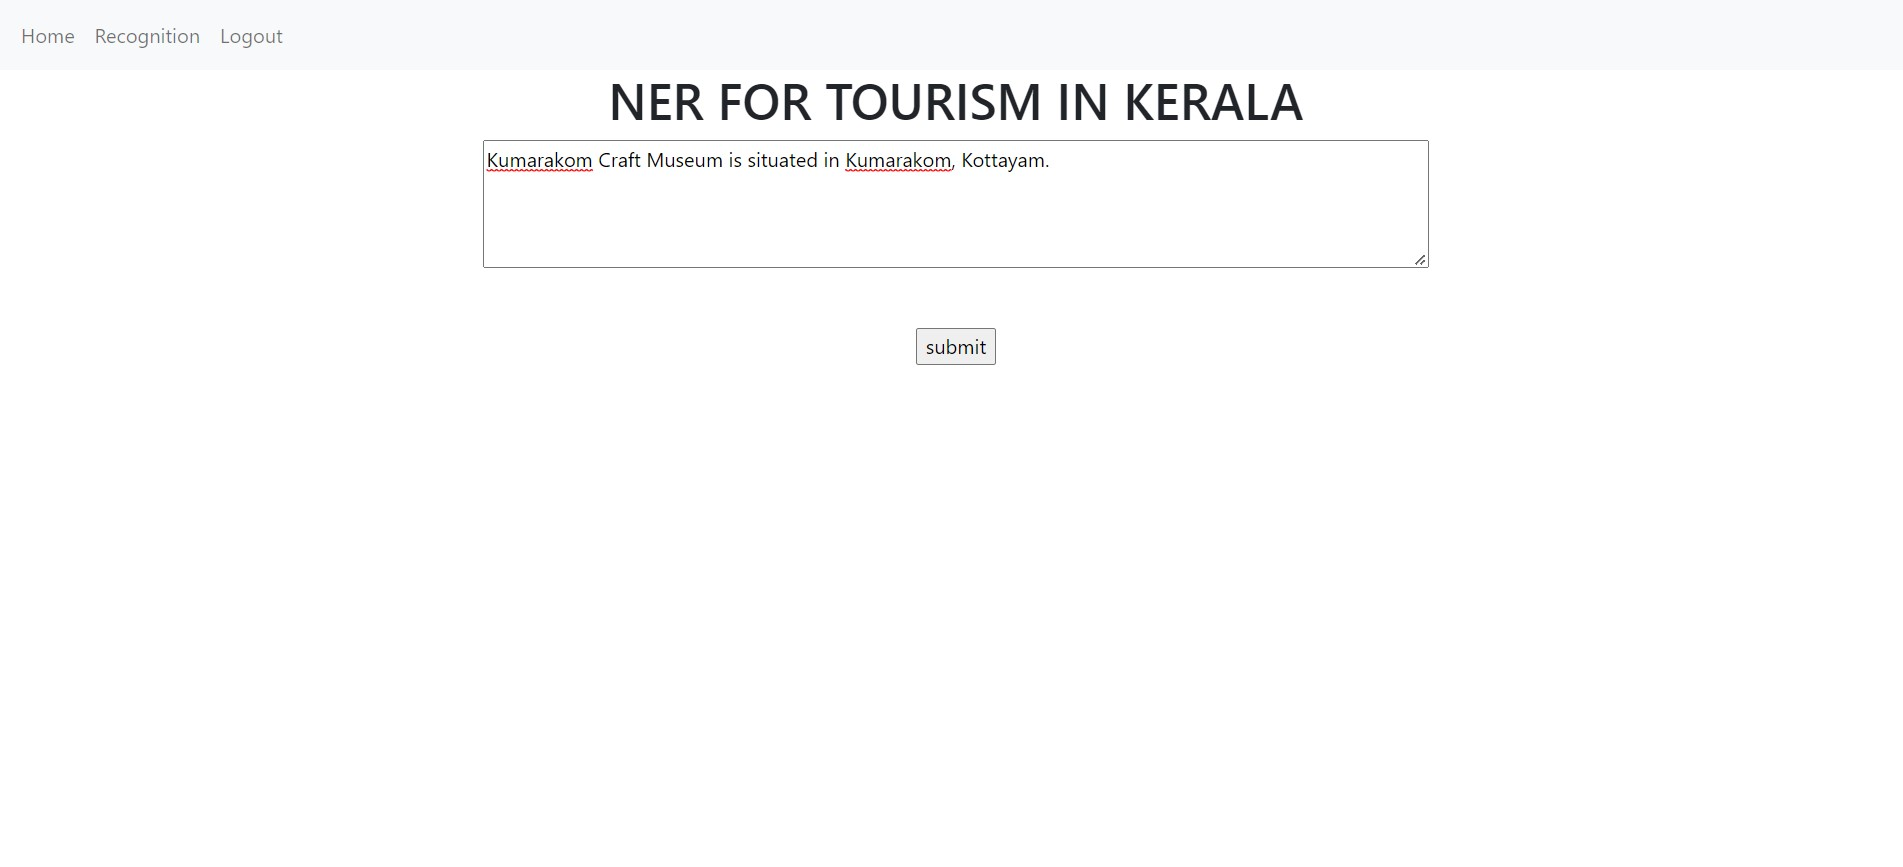 Home Recognition Logout
NER FOR TOURISM IN KERALA
Kumarakom Craft Museum is situated in Kumarakom, Kottayam.
submit